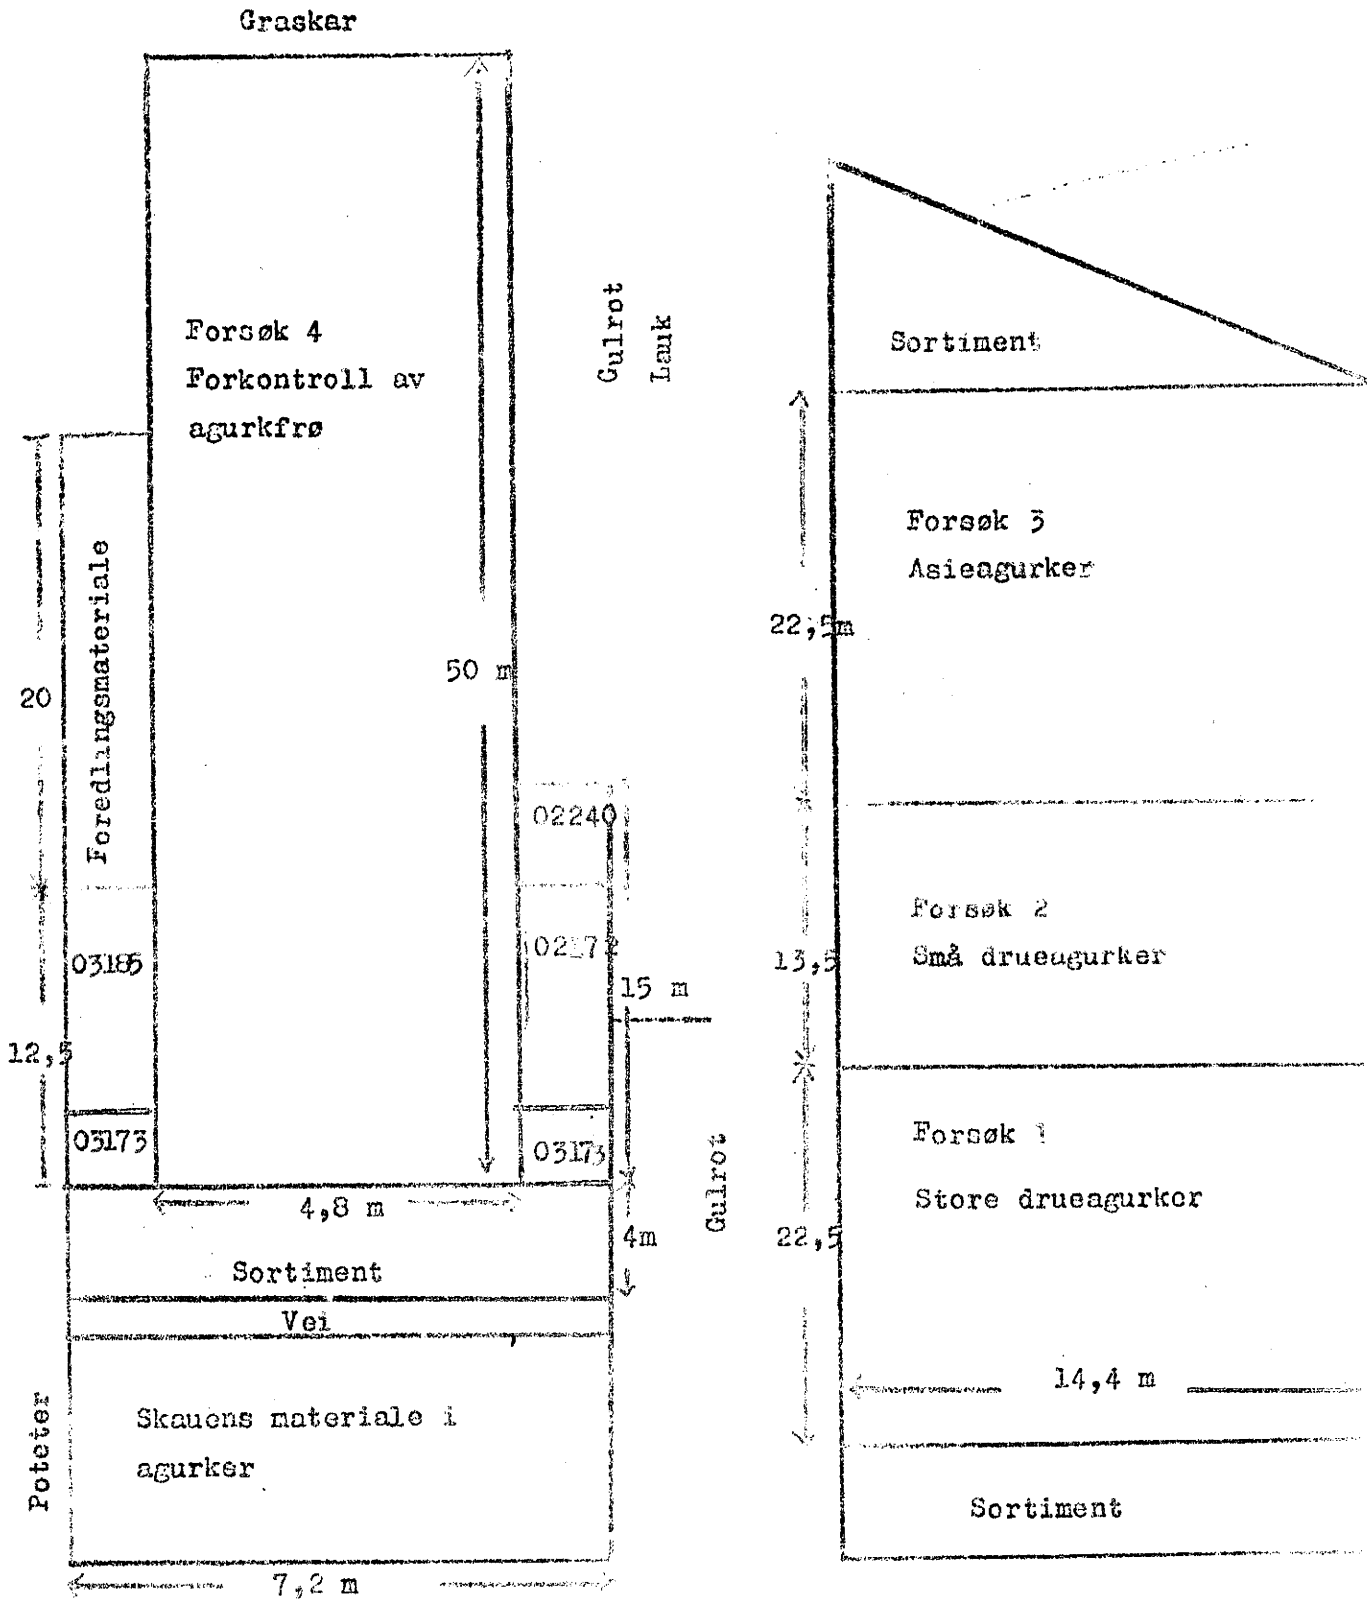 Graskar
Forsøk 4
Forkontroll av
agurkfrø
Gulrot
Lauk
Foredlingsmateriale
20
50 m
02240
02172
03185
15 m
12,5
03173
03173
4,8 m
4m
Gulrot
Sortiment
Vei
Skauens materiale i
agurker
Poteter
7,2 m
Sortiment
Forsøk 3
Asieagurker
22,5m
Forsøk 2
Små drueagurker
13,5
Forsøk 1
Store drueagurker
22,5
14,4 m
Sortiment